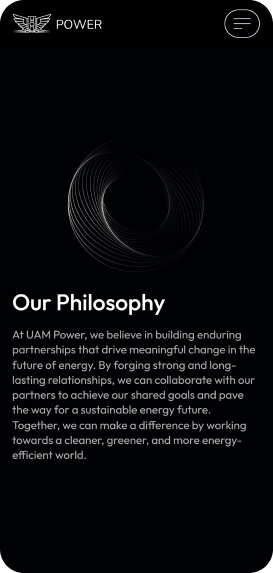 POWER
Our Philosophy
At UAM Power, we believe in building enduring
partnerships that drive meaningful change in the
future of energy. By forging strong and long-
lasting relationships, we can collaborate with our
partners to achieve our shared goals and pave
the way for a sustainable energy future.
Together, we can make a difference by working
towards a cleaner, greener, and more energy-
efficient world.